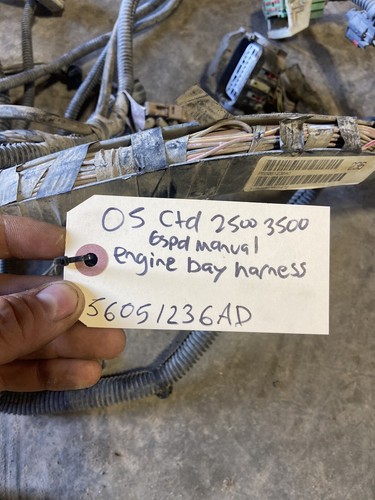 05 Ctd 2500 3500
6spd manual
engine bay harness
56051236AD